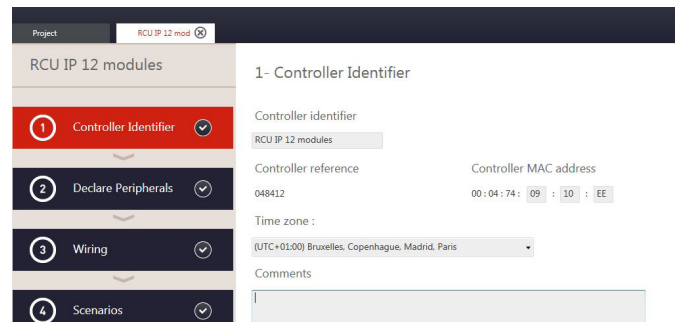 Project
RCU IP 12 mod
RCU IP 12 modules
1 Controller Identifier
2 Declare Peripherals
3 Wiring
4 Scenarios
1- Controller Identifier
Controller identifier
RCU IP 12 modules
Controller reference
Controller MAC address
048412
00 : 04 : 74 : 09 : 10 : EE
Time zone :
(UTC+01:00) Bruxelles, Copenhague, Madrid, Paris
Comments